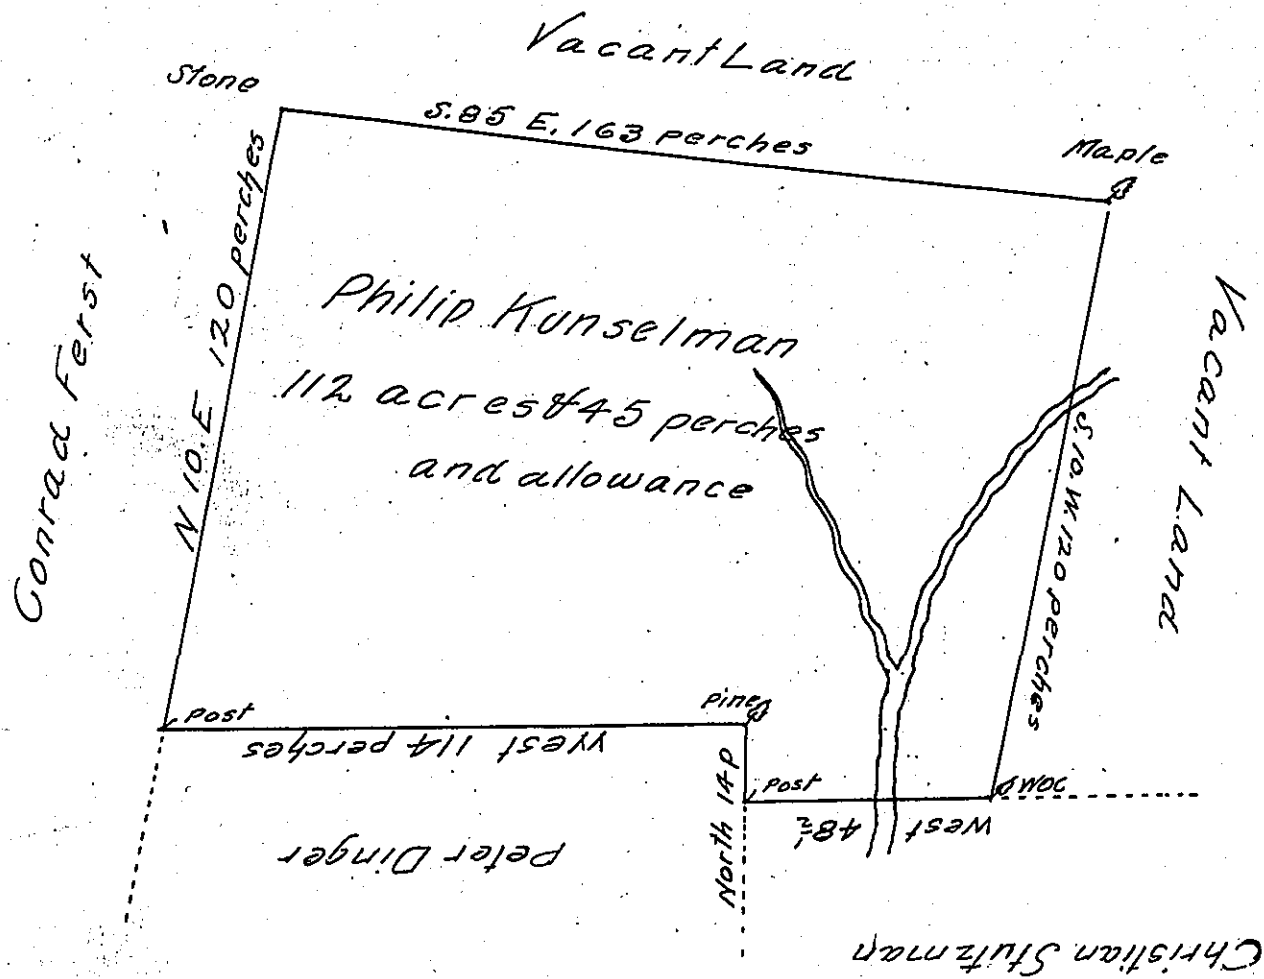 Vacant Land
Stone
S. 85 E. 163 perches
Maple
N 10. E 120 perches
Conrad Ferst
Philip Kunselman
112 acres & 45 perches
and allowance
Vacant Land
S. 10. W. 120 perches
Post
Pine
West 114 perches
North 14 p
Post
WOC
West 48½
Peter Dinger
Christian Stutzman